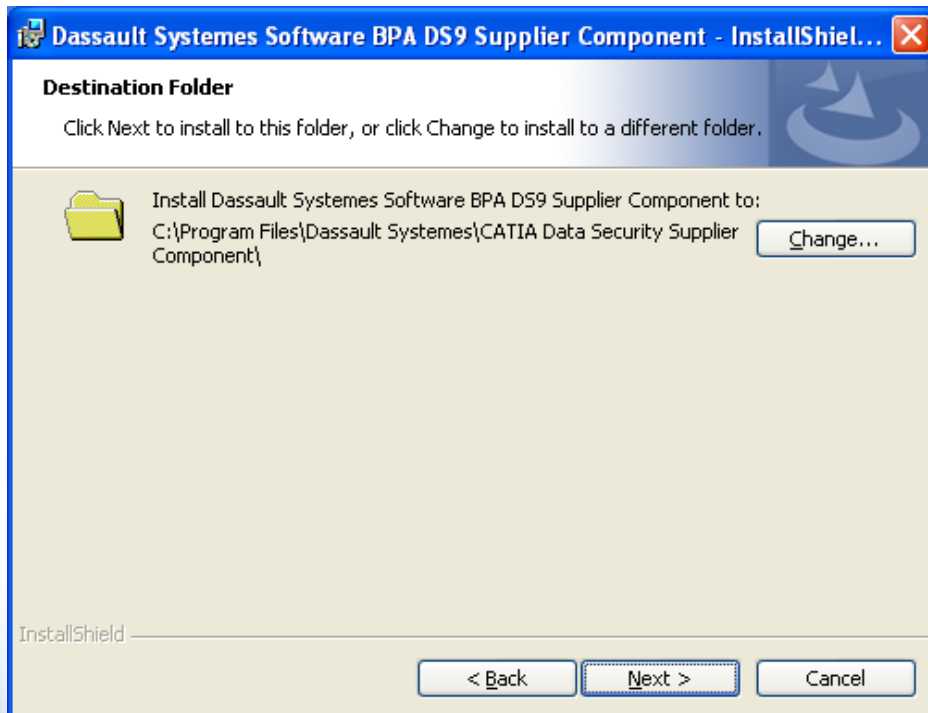 Dassault Systemes Software BPA DS9 Supplier Component - InstallShiel...
Destination Folder
Click Next to install to this folder, or click Change to install to a different folder.
Install Dassault Systemes Software BPA DS9 Supplier Component to:
C:\Program Files\Dassault Systemes\CATIA Data Security Supplier
Component\
Change...
InstallShield
< Back
Next >
Cancel